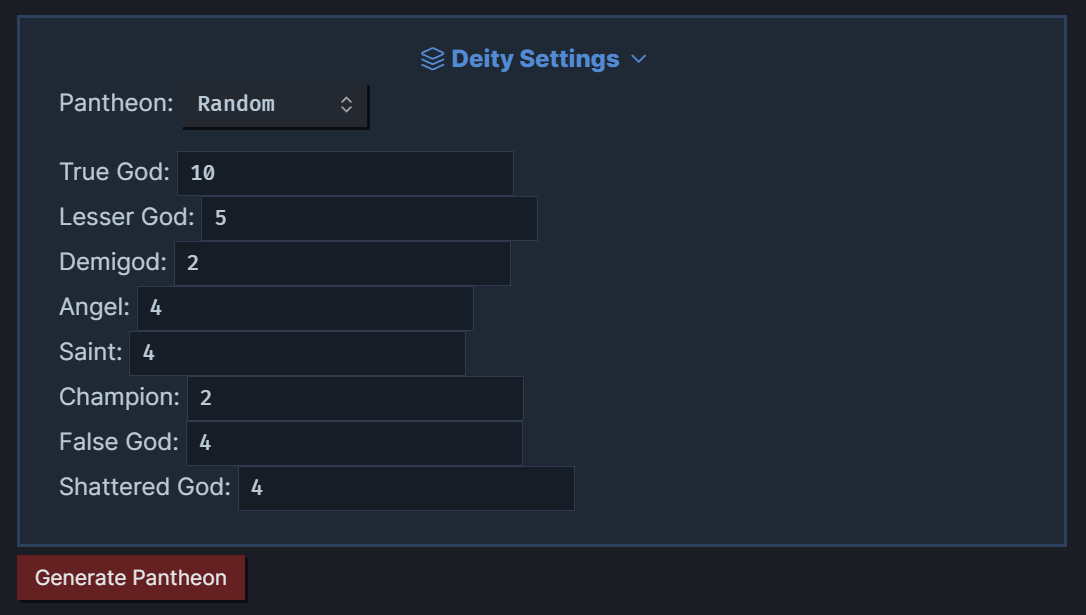 Deity Settings
Pantheon: Random
True God: 10
Lesser God: 5
Demigod: 2
Angel: 4
Saint: 4
Champion: 2
False God: 4
Shattered God: 4
Generate Pantheon